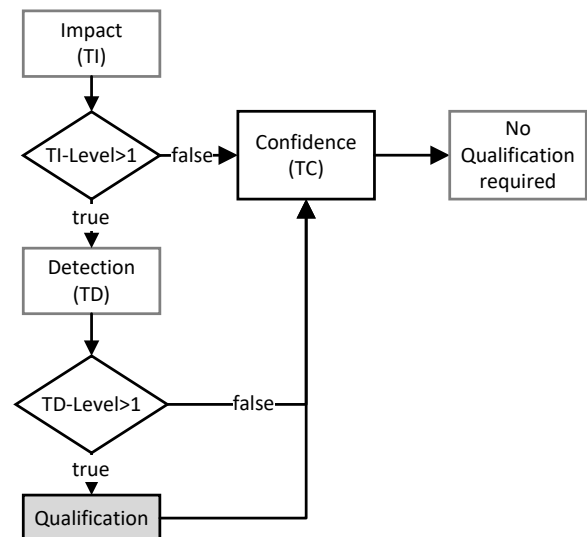 Impact
(TI)
TI-Level>1
false
Confidence
(TC)
No
Qualification
required
true
Detection
(TD)
TD-Level>1
false
true
Qualification